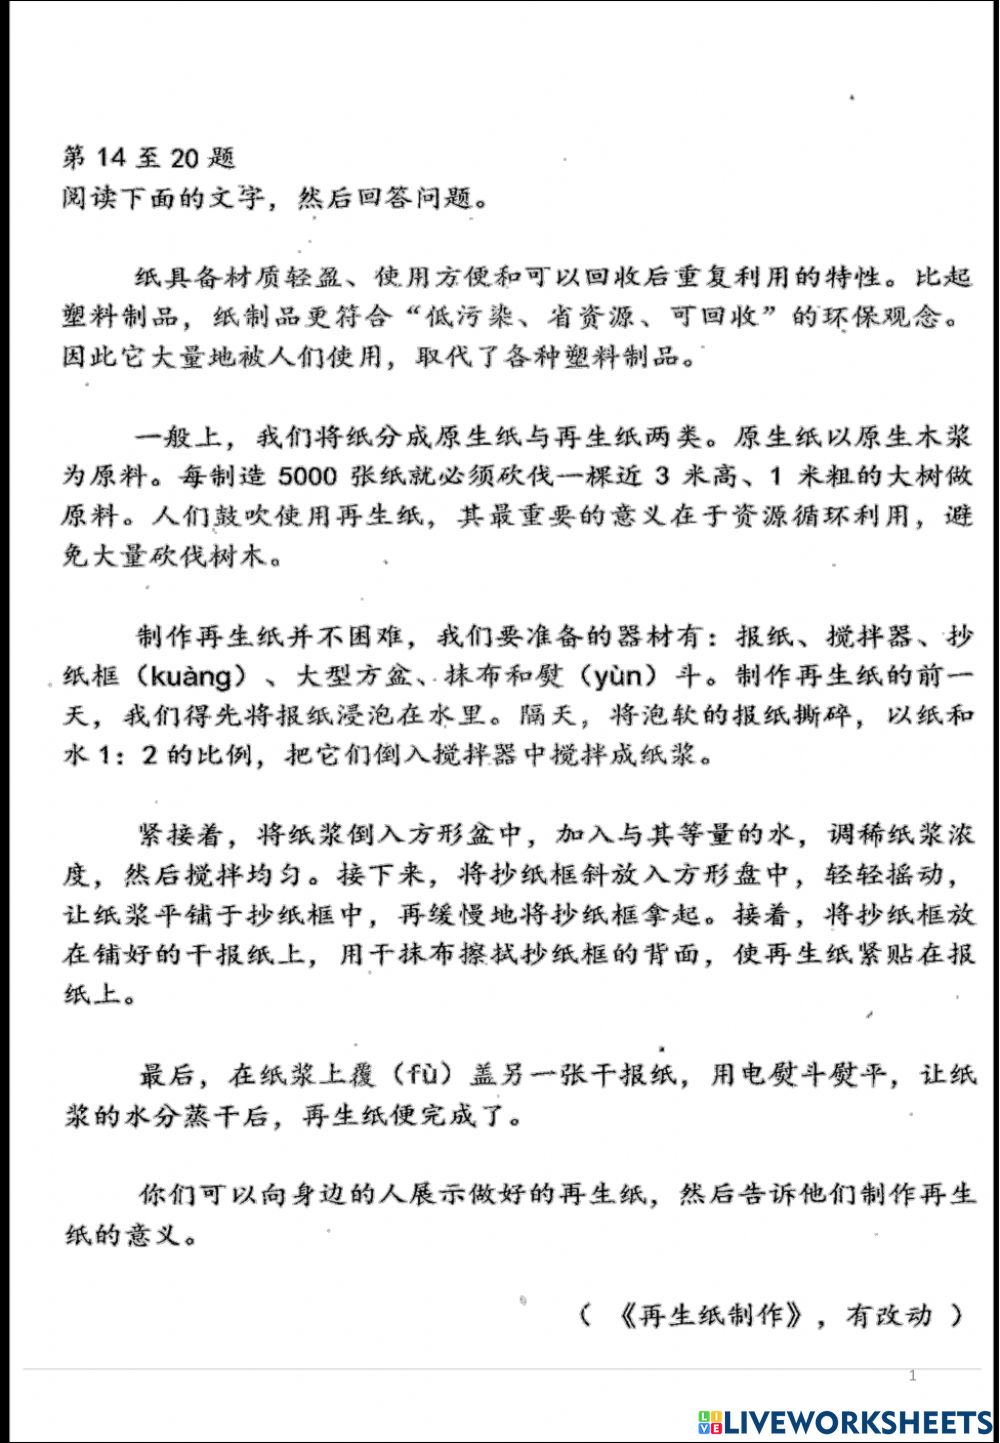 第 14 至 20 题
阅读下面的文字，然后回答问题。
纸具备材质轻盈、使用方便和可以回收后重复利用的特性。比起
塑料制品，纸制品更符合“低污染、省资源、可回收”的环保观念。
因此它大量地被人们使用，取代了各种塑料制品。
一般上，我们将纸分成原生纸与再生纸两类。原生纸以原生木浆
为原料。每制造 5000 张纸就必须砍伐一棵近 3 米高、1 米粗的大树做
原料。人们鼓吹使用再生纸，其最重要的意义在于资源循环利用，避
免大量砍伐树木。
制作再生纸并不困难，我们要准备的器材有：报纸、搅拌器、抄
纸框（kuàng）、大型方盆、抹布和熨（yùn）斗。制作再生纸的前一
天，我们得先将报纸浸泡在水里。隔天，将泡软的报纸撕碎，以纸和
水 1：2 的比例，把它们倒入搅拌器中搅拌成纸浆。
紧接着，将纸浆倒入方形盆中，加入与其等量的水，调稀纸浆浓
度，然后搅拌均匀。接下来，将抄纸框斜放入方形盘中，轻轻摇动，
让纸浆平铺于抄纸框中，再缓慢地将抄纸框拿起。接着，将抄纸框放
在铺好的干报纸上，用干抹布擦拭抄纸框的背面，使再生纸紧贴在报
纸上。
最后，在纸浆上覆（fù）盖另一张干报纸，用电熨斗熨平，让纸
浆的水分蒸干后，再生纸便完成了。
你们可以向身边的人展示做好的再生纸，然后告诉他们制作再生
纸的意义。
（《再生纸制作》，有改动 ）
1
LIVE LIVEWORKSHEETS